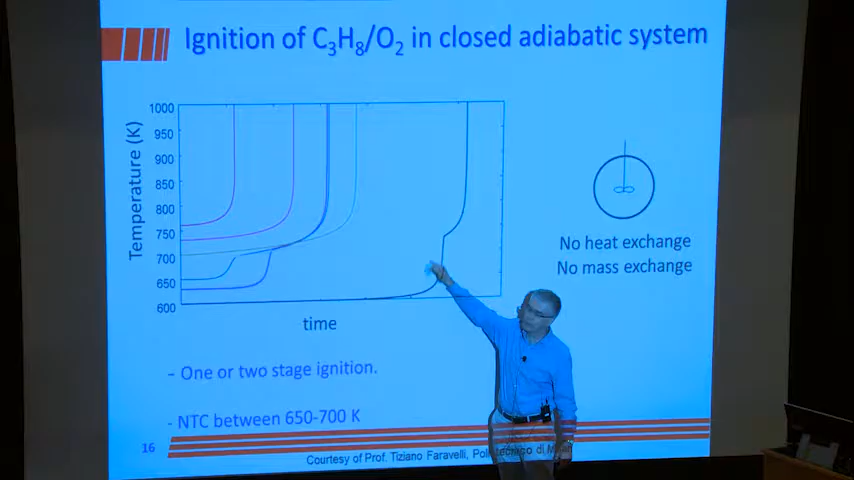 Ignition of C₃H₈/O₂ in closed adiabatic system
1000
950
900
850
800
750
700
650
600
Temperature (K)
time
No heat exchange
No mass exchange
- One or two stage ignition.
- NTC between 650-700 K
16
Courtesy of Prof. Tiziano Faravelli, di